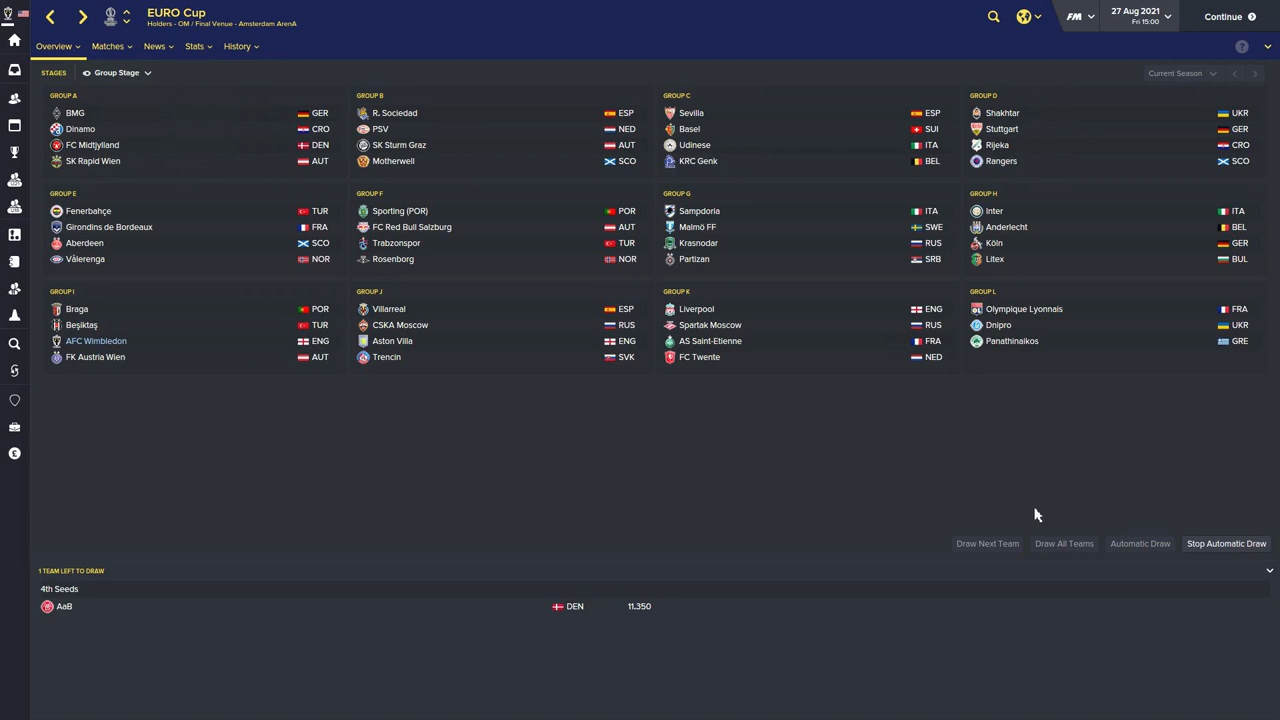 EURO Cup
Holders - OM / Final Venue - Amsterdam ArenA
FM
27 Aug 2021
Fri 15:00
Continue
Overview
Matches
News
Stats
History
?
STAGES
Group Stage
Current Season
GROUP A
BMG GER
Dinamo CRO
FC Midtjylland DEN
SK Rapid Wien AUT
GROUP B
R. Sociedad ESP
PSV NED
SK Sturm Graz AUT
Motherwell SCO
GROUP C
Sevilla ESP
Basel SUI
Udinese ITA
KRC Genk BEL
GROUP D
Shakhtar UKR
Stuttgart GER
Rijeka CRO
Rangers SCO
GROUP E
Fenerbahçe TUR
Girondins de Bordeaux FRA
Aberdeen SCO
Vålerenga NOR
GROUP F
Sporting (POR) POR
FC Red Bull Salzburg AUT
Trabzonspor TUR
Rosenborg NOR
GROUP G
Sampdoria ITA
Malmö FF SWE
Krasnodar RUS
Partizan SRB
GROUP H
Inter ITA
Anderlecht BEL
Köln GER
Litex BUL
GROUP I
Braga POR
Beşiktaş TUR
AFC Wimbledon ENG
FK Austria Wien AUT
GROUP J
Villarreal ESP
CSKA Moscow RUS
Aston Villa ENG
Trencin SVK
GROUP K
Liverpool ENG
Spartak Moscow RUS
AS Saint-Etienne FRA
FC Twente NED
GROUP L
Olympique Lyonnais FRA
Dnipro UKR
Panathinaikos GRE
Draw Next Team
Draw All Teams
Automatic Draw
Stop Automatic Draw
1 TEAM LEFT TO DRAW
4th Seeds
AaB DEN 11.350